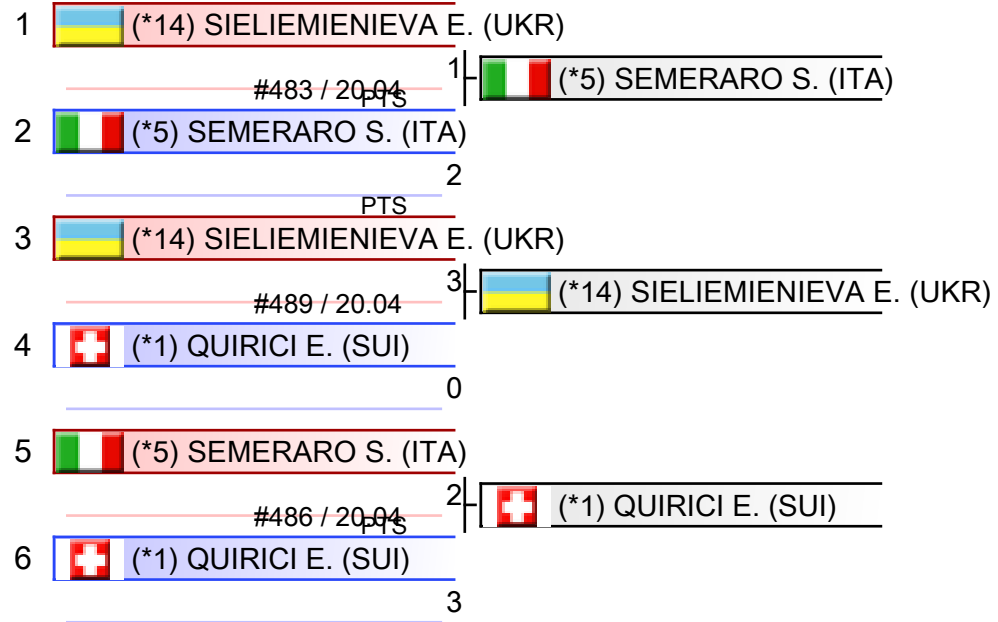 1 (*14) SIELIEMIENIEVA E. (UKR)
1 (*5) SEMERARO S. (ITA)
#483 / 20.04
PTS
2 (*5) SEMERARO S. (ITA)
2
PTS
3 (*14) SIELIEMIENIEVA E. (UKR)
3 (*14) SIELIEMIENIEVA E. (UKR)
#489 / 20.04
4 (*1) QUIRICI E. (SUI)
0
5 (*5) SEMERARO S. (ITA)
2 (*1) QUIRICI E. (SUI)
#486 / 20.04
PTS
6 (*1) QUIRICI E. (SUI)
3